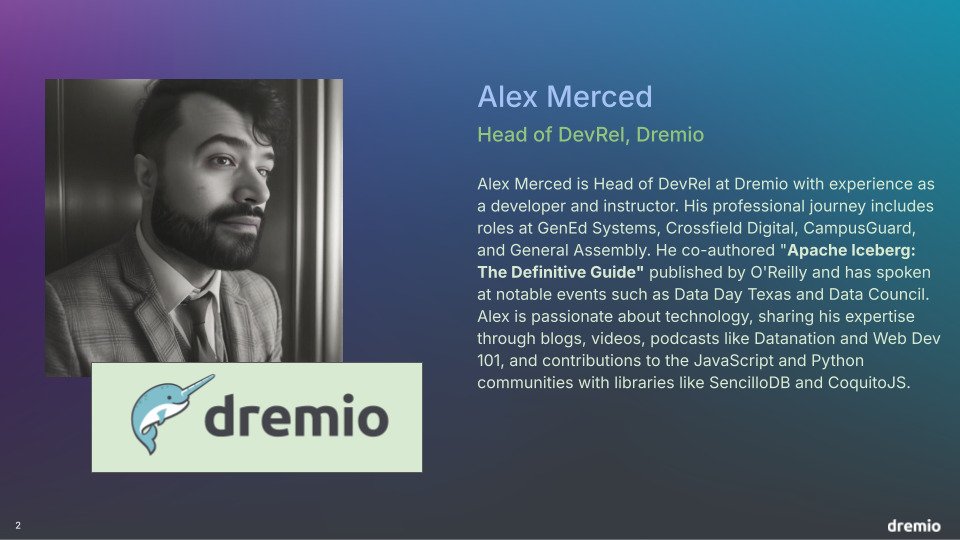 Alex Merced
Head of DevRel, Dremio
Alex Merced is Head of DevRel at Dremio with experience as
a developer and instructor. His professional journey includes
roles at GenEd Systems, Crossfield Digital, CampusGuard,
and General Assembly. He co-authored "Apache Iceberg:
The Definitive Guide" published by O'Reilly and has spoken
at notable events such as Data Day Texas and Data Council.
Alex is passionate about technology, sharing his expertise
through blogs, videos, podcasts like Datanation and Web Dev
101, and contributions to the JavaScript and Python
communities with libraries like SencilloDB and CoquitoJS.
dremio
2
dremio